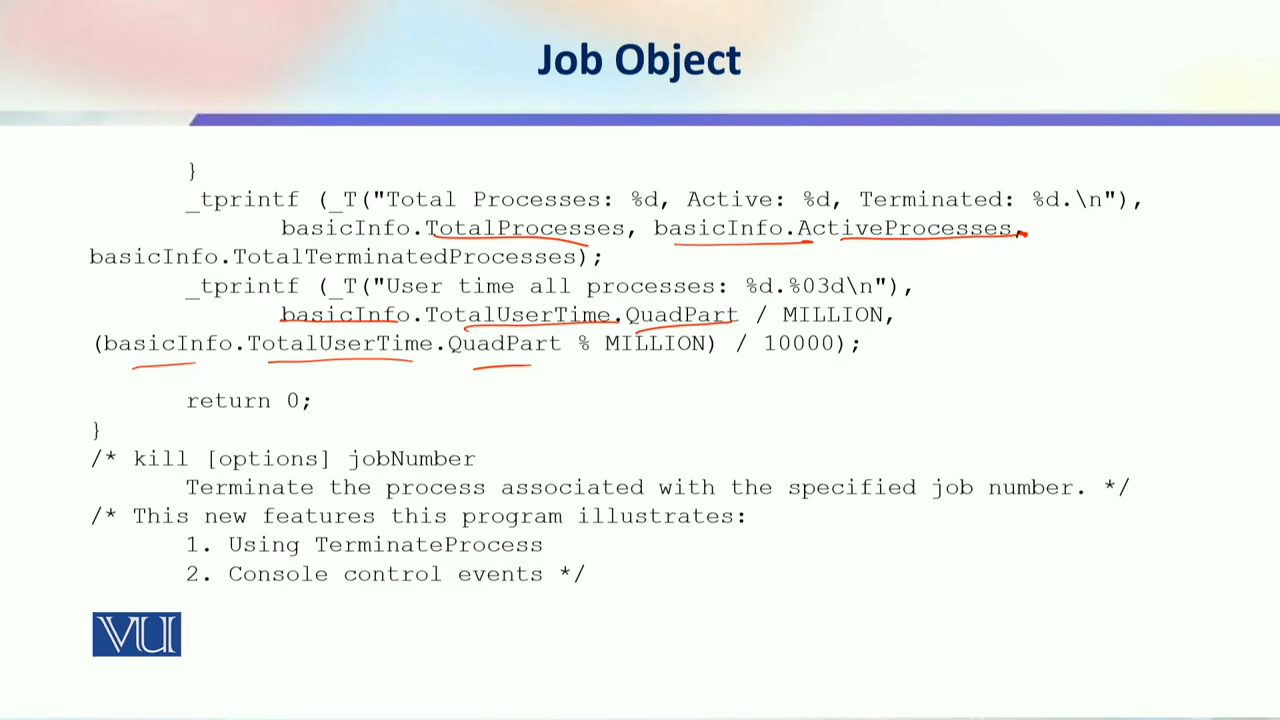 Job Object
}
_tprintf (_T("Total Processes: %d, Active: %d, Terminated: %d.\n"),
basicInfo.TotalProcesses, basicInfo.ActiveProcesses,
basicInfo.TotalTerminatedProcesses);
_tprintf (_T("User time all processes: %d.%03d\n"),
basicInfo.TotalUserTime.QuadPart / MILLION,
(basicInfo.TotalUserTime.QuadPart % MILLION) / 10000);
return 0;
}
/* kill [options] jobNumber
Terminate the process associated with the specified job number. */
/* This new features this program illustrates:
1. Using TerminateProcess
2. Console control events */
VU